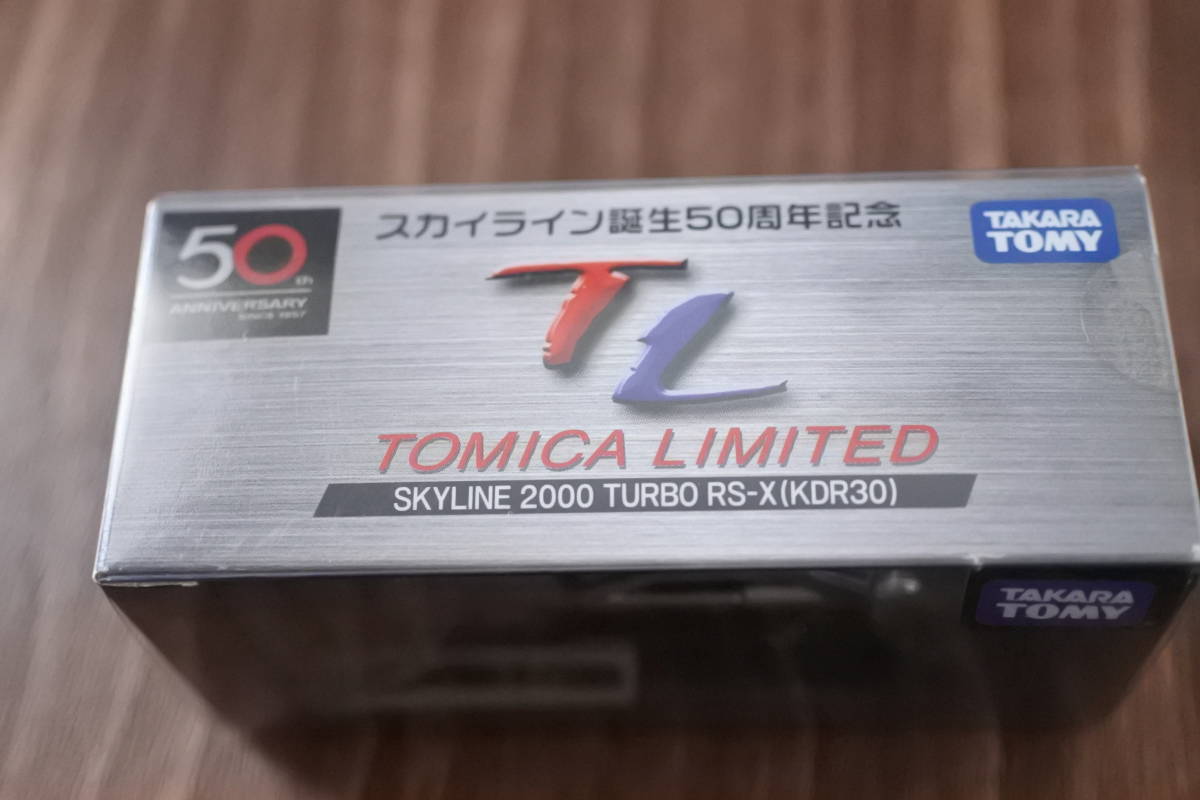 50th
ANNIVERSARY
SINCE 1957
スカイライン誕生50周年記念
TAKARA
TOMY
TL
TOMICA LIMITED
SKYLINE 2000 TURBO RS-X(KDR30)
TAKARA
TOMY